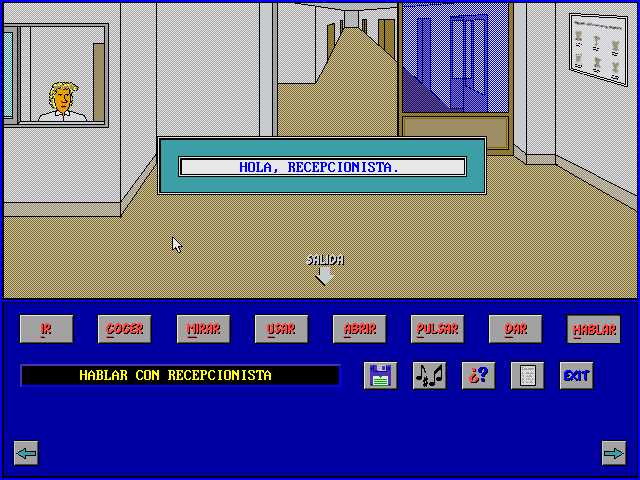 HOLA, RECEPCIONISTA.
SALIDA
IR COGER MIRAR USAR ABRIR PULSAR DAR HABLAR
HABLAR CON RECEPCIONISTA ¿? EXIT